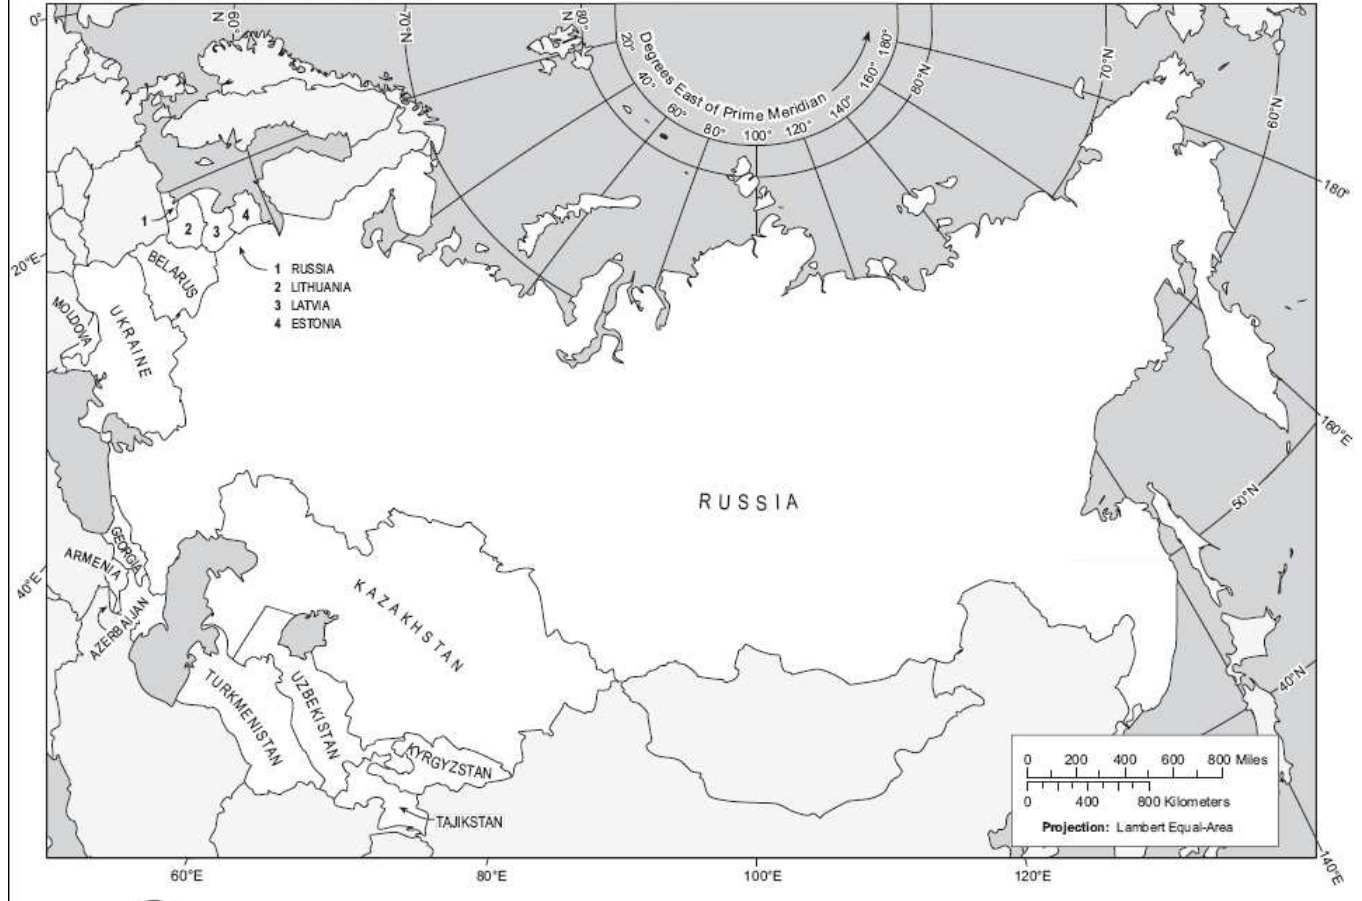 0°
60°
N
70°N
80°
N
20°
40°
60°
80°
100°
120°
140°
160°
180°
Degrees East of Prime Meridian
80°N
70°N
60°N
180°
20°E
1
2
3
4
BELARUS
1 RUSSIA
2 LITHUANIA
3 LATVIA
4 ESTONIA
MOLDOVA
UKRAINE
160°E
50°N
RUSSIA
GEORGIA
ARMENIA
40°E
AZERBAIJAN
KAZAKHSTAN
40°N
TURKMENISTAN
UZBEKISTAN
KYRGYZSTAN
TAJIKSTAN
0 200 400 600 800 Miles
0 400 800 Kilometers
Projection: Lambert Equal-Area
60°E
80°E
100°E
120°E
140°E